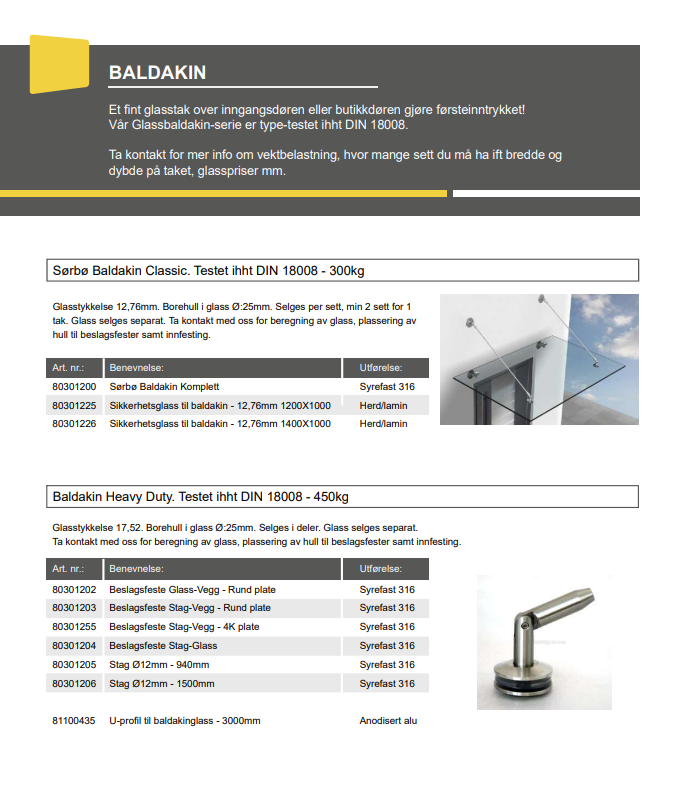 BALDAKIN
Et fint glasstak over inngangsdøren eller butikkdøren gjøre førsteinntrykket!
Vår Glassbaldakin-serie er type-testet ihht DIN 18008.
Ta kontakt for mer info om vektbelastning, hvor mange sett du må ha ift bredde og
dybde på taket, glasspriser mm.
Sørbø Baldakin Classic. Testet ihht DIN 18008 - 300kg
Glasstykkelse 12,76mm. Borehull i glass Ø:25mm. Selges per sett, min 2 sett for 1
tak. Glass selges separat. Ta kontakt med oss for beregning av glass, plassering av
hull til beslagsfester samt innfesting.
Art. nr.: Benevnelse: Utførelse:
80301200 Sørbø Baldakin Komplett Syrefast 316
80301225 Sikkerhetsglass til baldakin - 12,76mm 1200X1000 Herd/lamin
80301226 Sikkerhetsglass til baldakin - 12,76mm 1400X1000 Herd/lamin
Baldakin Heavy Duty. Testet ihht DIN 18008 - 450kg
Glasstykkelse 17,52. Borehull i glass Ø:25mm. Selges i deler. Glass selges separat.
Ta kontakt med oss for beregning av glass, plassering av hull til beslagsfester samt innfesting.
Art. nr.: Benevnelse: Utførelse:
80301202 Beslagsfeste Glass-Vegg - Rund plate Syrefast 316
80301203 Beslagsfeste Stag-Vegg - Rund plate Syrefast 316
80301255 Beslagsfeste Stag-Vegg - 4K plate Syrefast 316
80301204 Beslagsfeste Stag-Glass Syrefast 316
80301205 Stag Ø12mm - 940mm Syrefast 316
80301206 Stag Ø12mm - 1500mm Syrefast 316
81100435 U-profil til baldakinglass - 3000mm Anodisert alu